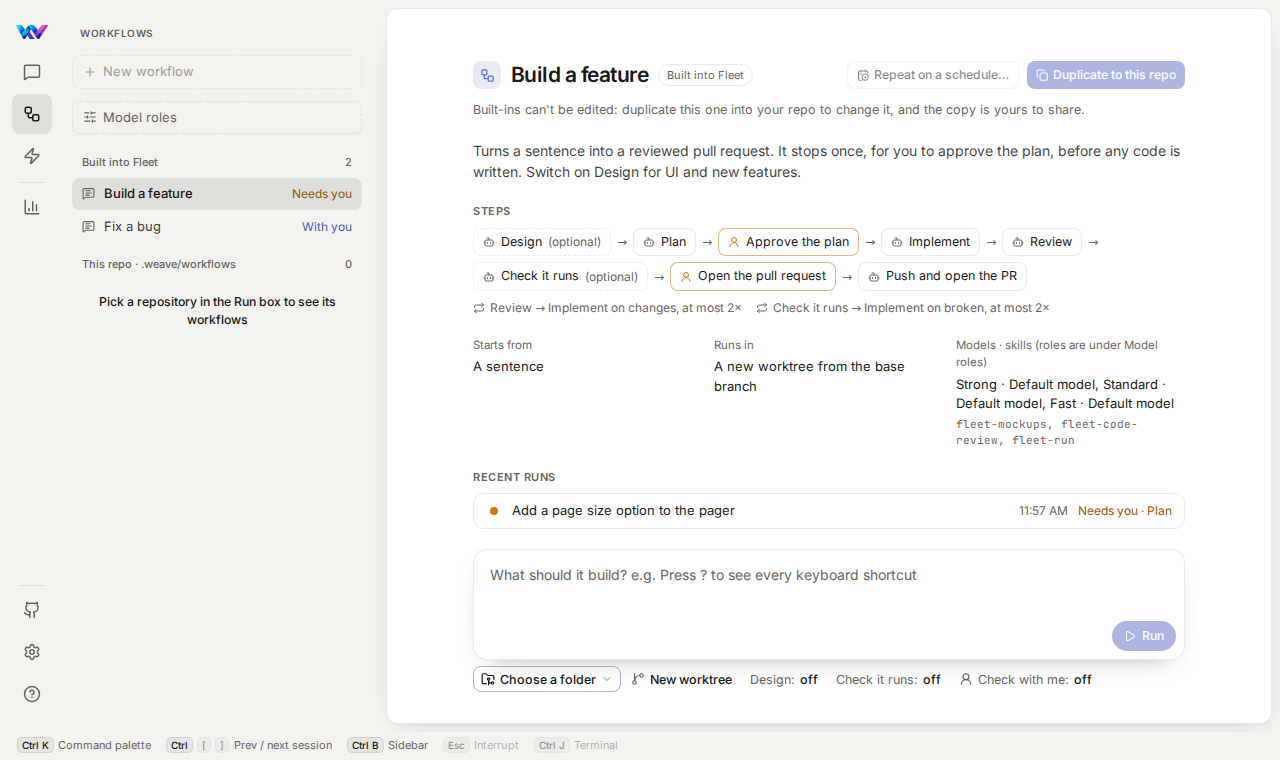 WORKFLOWS
New workflow
Model roles
Built into Fleet 2
Build a feature Needs you
Fix a bug With you
This repo · .weave/workflows 0
Pick a repository in the Run box to see its
workflows
Build a feature Built into Fleet Repeat on a schedule... Duplicate to this repo
Built-ins can't be edited: duplicate this one into your repo to change it, and the copy is yours to share.
Turns a sentence into a reviewed pull request. It stops once, for you to approve the plan, before any code is
written. Switch on Design for UI and new features.
STEPS
Design (optional) → Plan → Approve the plan → Implement → Review →
Check it runs (optional) → Open the pull request → Push and open the PR
Review → Implement on changes, at most 2× Check it runs → Implement on broken, at most 2×
Starts from
A sentence
Runs in
A new worktree from the base
branch
Models · skills (roles are under Model
roles)
Strong · Default model, Standard ·
Default model, Fast · Default model
fleet-mockups, fleet-code-
review, fleet-run
RECENT RUNS
Add a page size option to the pager 11:57 AM Needs you · Plan
What should it build? e.g. Press ? to see every keyboard shortcut
Run
Choose a folder New worktree Design: off Check it runs: off Check with me: off
Ctrl K Command palette Ctrl [ ] Prev / next session Ctrl B Sidebar Esc Interrupt Ctrl J Terminal